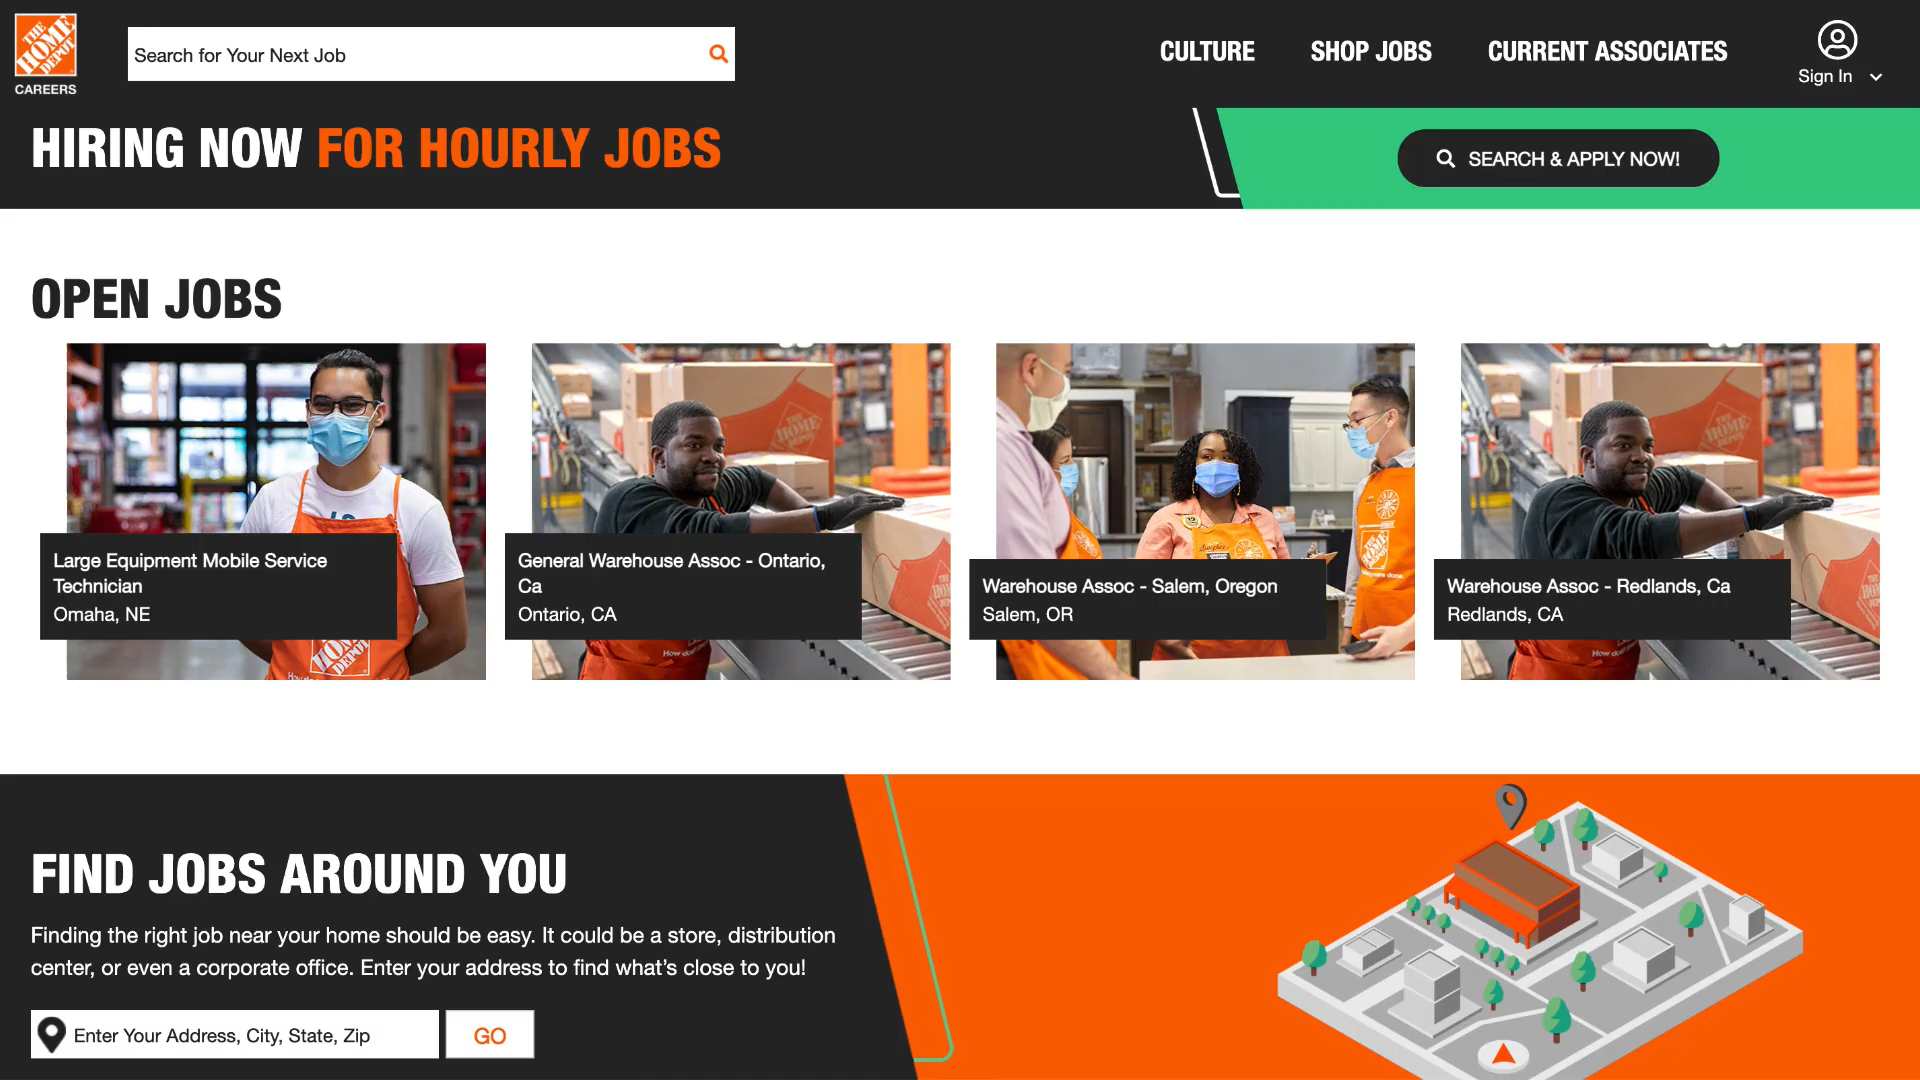 THE HOME DEPOT
CAREERS
Search for Your Next Job
CULTURE
SHOP JOBS
CURRENT ASSOCIATES
Sign In
HIRING NOW FOR HOURLY JOBS
SEARCH & APPLY NOW!
OPEN JOBS
Large Equipment Mobile Service
Technician
Omaha, NE
General Warehouse Assoc - Ontario,
Ca
Ontario, CA
Warehouse Assoc - Salem, Oregon
Salem, OR
Warehouse Assoc - Redlands, Ca
Redlands, CA
FIND JOBS AROUND YOU
Finding the right job near your home should be easy. It could be a store, distribution
center, or even a corporate office. Enter your address to find what’s close to you!
Enter Your Address, City, State, Zip
GO